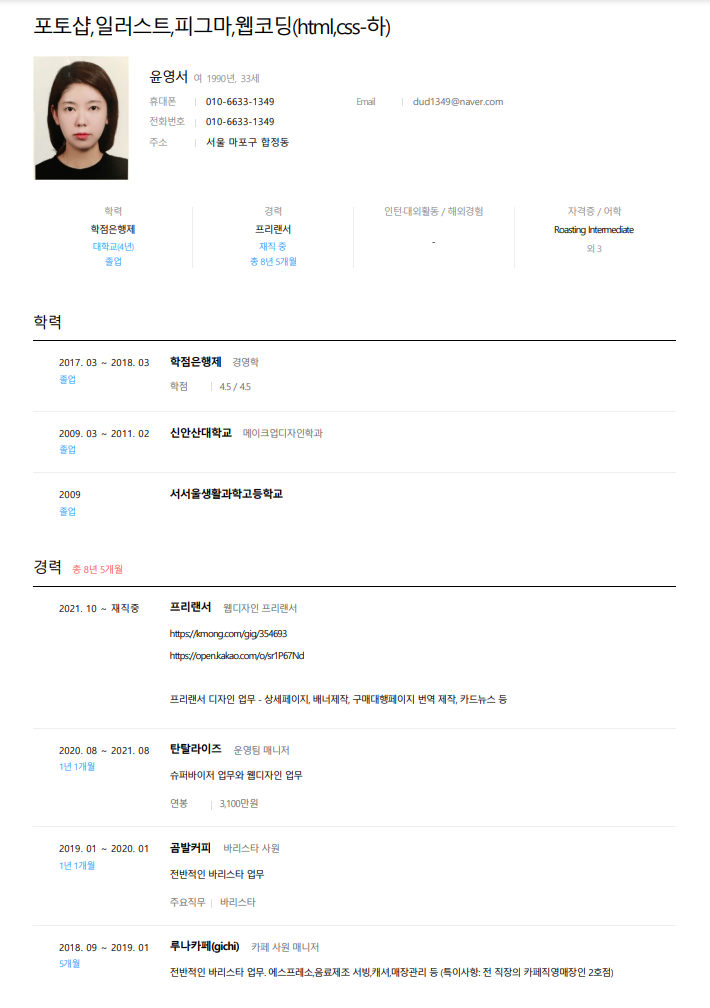 포토샵,일러스트,피그마,웹코딩(html,css-하)
윤영서 여 1990년, 33세
휴대폰 010-6633-1349 Email dud1349@naver.com
전화번호 010-6633-1349
주소 서울 마포구 합정동
학력 경력 인턴·대외활동 / 해외경험 자격증 / 어학
학점은행제 프리랜서 - Roasting Intermediate
대학교(4년) 재직 중 외 3
졸업 총 8년 5개월
학력
2017. 03 ~ 2018. 03 학점은행제 경영학
졸업
학점 4.5 / 4.5
2009. 03 ~ 2011. 02 신안산대학교 메이크업디자인학과
졸업
2009 서서울생활과학고등학교
졸업
경력 총 8년 5개월
2021. 10 ~ 재직중 프리랜서 웹디자인 프리랜서
https://kmong.com/gig/354693
https://open.kakao.com/o/sr1P67Nd
프리랜서 디자인 업무 - 상세페이지, 배너제작, 구매대행페이지 번역 제작, 카드뉴스 등
2020. 08 ~ 2021. 08 탄탈라이즈 운영팀 매니저
1년 1개월
슈퍼바이저 업무와 웹디자인 업무
연봉 3,100만원
2019. 01 ~ 2020. 01 곰발커피 바리스타 사원
1년 1개월
전반적인 바리스타 업무
주요직무 바리스타
2018. 09 ~ 2019. 01 루나카페(gichi) 카페 사원 매니저
5개월
전반적인 바리스타 업무. 에스프레소,음료제조 서빙,캐셔,매장관리 등 (특이사항: 전 직장의 카페직영매장인 2호점)